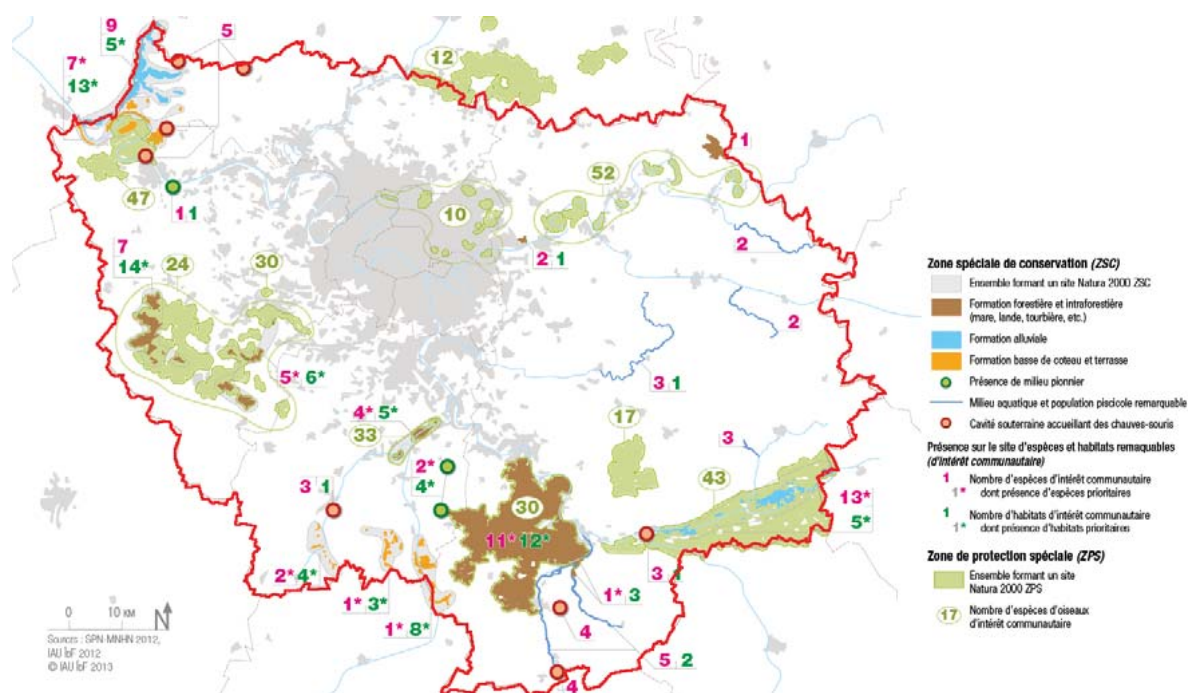 9
5*
5
7*
13*
12
1
47
1 1
52
10
2 1
2
7
14*
24
30
2
5* 6*
3 1
4* 5*
33
17
3
2*
4*
43
3 1
30
11* 12*
13*
5*
2* 4*
3 1
1* 3*
1* 3
1* 8*
4
5 2
4
0 10 KM
N
Sources : SPN-MNHN 2012,
IAU îdF 2012
© IAU îdF 2013
Zone spéciale de conservation (ZSC)
Ensemble formant un site Natura 2000 ZSC
Formation forestière et intraforestière
(mare, lande, tourbière, etc.)
Formation alluviale
Formation basse de coteau et terrasse
Présence de milieu pionnier
Milieu aquatique et population piscicole remarquable
Cavité souterraine accueillant des chauves-souris
Présence sur le site d'espèces et habitats remaquables
(d'intérêt communautaire)
1 Nombre d'espèces d'intérêt communautaire
1* dont présence d'espèces prioritaires
1 Nombre d'habitats d'intérêt communautaire
1* dont présence d'habitats prioritaires
Zone de protection spéciale (ZPS)
Ensemble formant un site
Natura 2000 ZPS
17 Nombre d'espèces d'oiseaux
d'intérêt communautaire